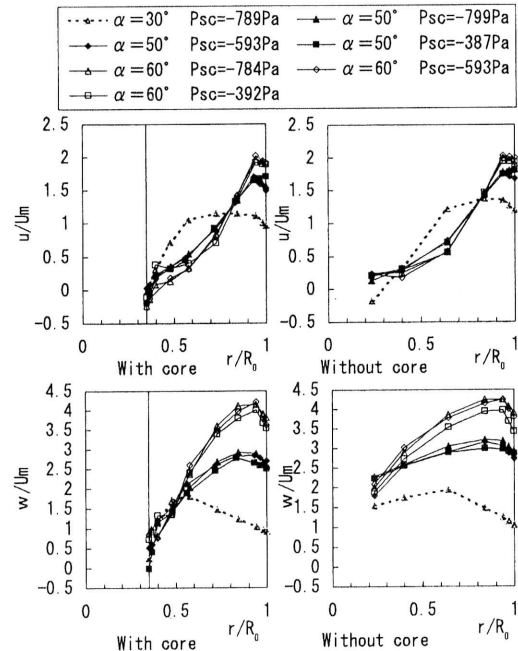 α=30° Psc=-789Pa α=50° Psc=-799Pa
α=50° Psc=-593Pa α=50° Psc=-387Pa
α=60° Psc=-784Pa α=60° Psc=-593Pa
α=60° Psc=-392Pa
2.5 2.5
2 2
1.5 1.5
u/Um 1 u/Um 1
0.5 0.5
0 0
-0.5 -0.5
0 0.5 r/R₀ 1 0 0.5 r/R₀ 1
With core Without core
4.5 4.5
4 4
3.5 3.5
3 3
2.5 2.5
w/Um 2 w/Um 2
1.5 1.5
1 1
0.5 0.5
0 0
0 0.5 1 0 0.5 1
r/R₀ r/R₀
With core Without core